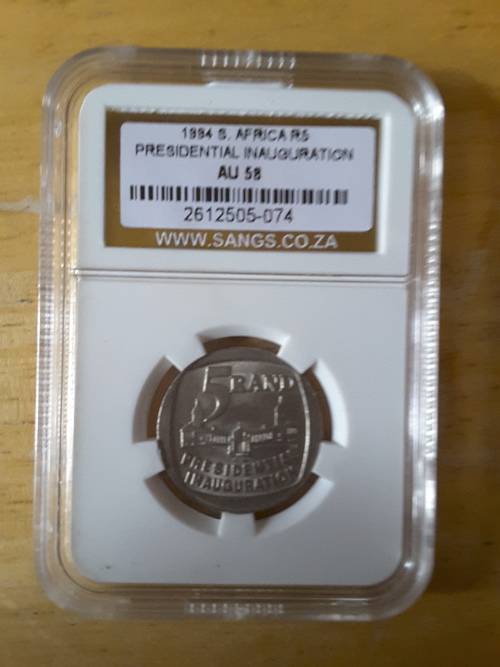 1994 S. AFRICA R5
PRESIDENTIAL INAUGURATION
AU 58
2612505-074
WWW.SANGS.CO.ZA
5 RAND
PRESIDENTIAL
INAUGURATION